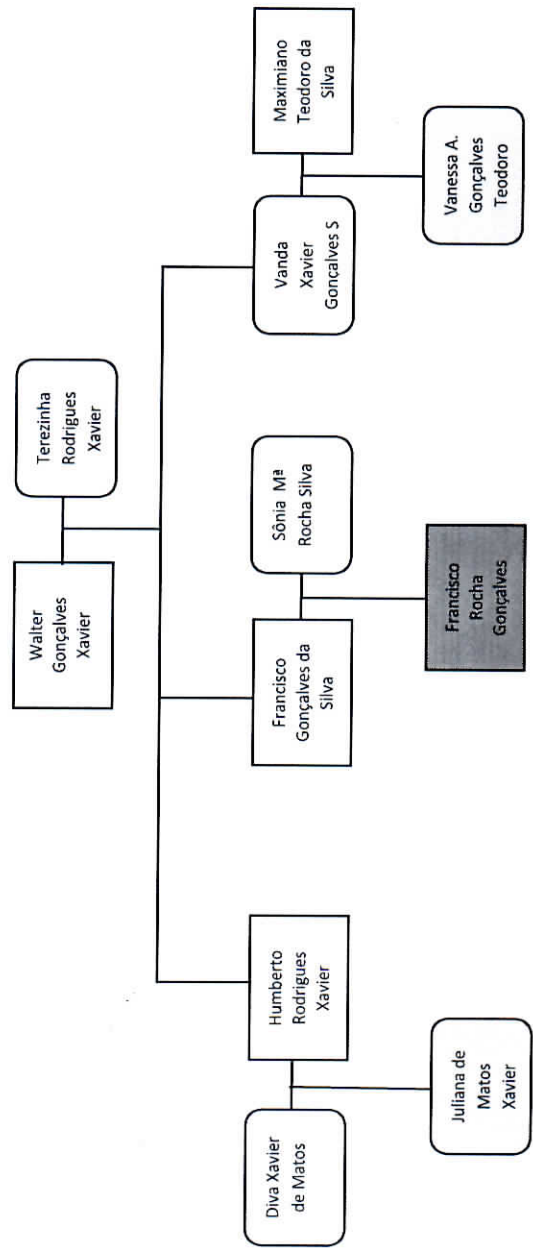 Walter
Gonçalves
Xavier
Terezinha
Rodrigues
Xavier
Diva Xavier
de Matos
Humberto
Rodrigues
Xavier
Francisco
Gonçalves da
Silva
Sônia Mª
Rocha Silva
Vanda
Xavier
Gonçalves S
Maximiano
Teodoro da
Silva
Juliana de
Matos
Xavier
Francisco
Rocha
Gonçalves
Vanessa A.
Gonçalves
Teodoro